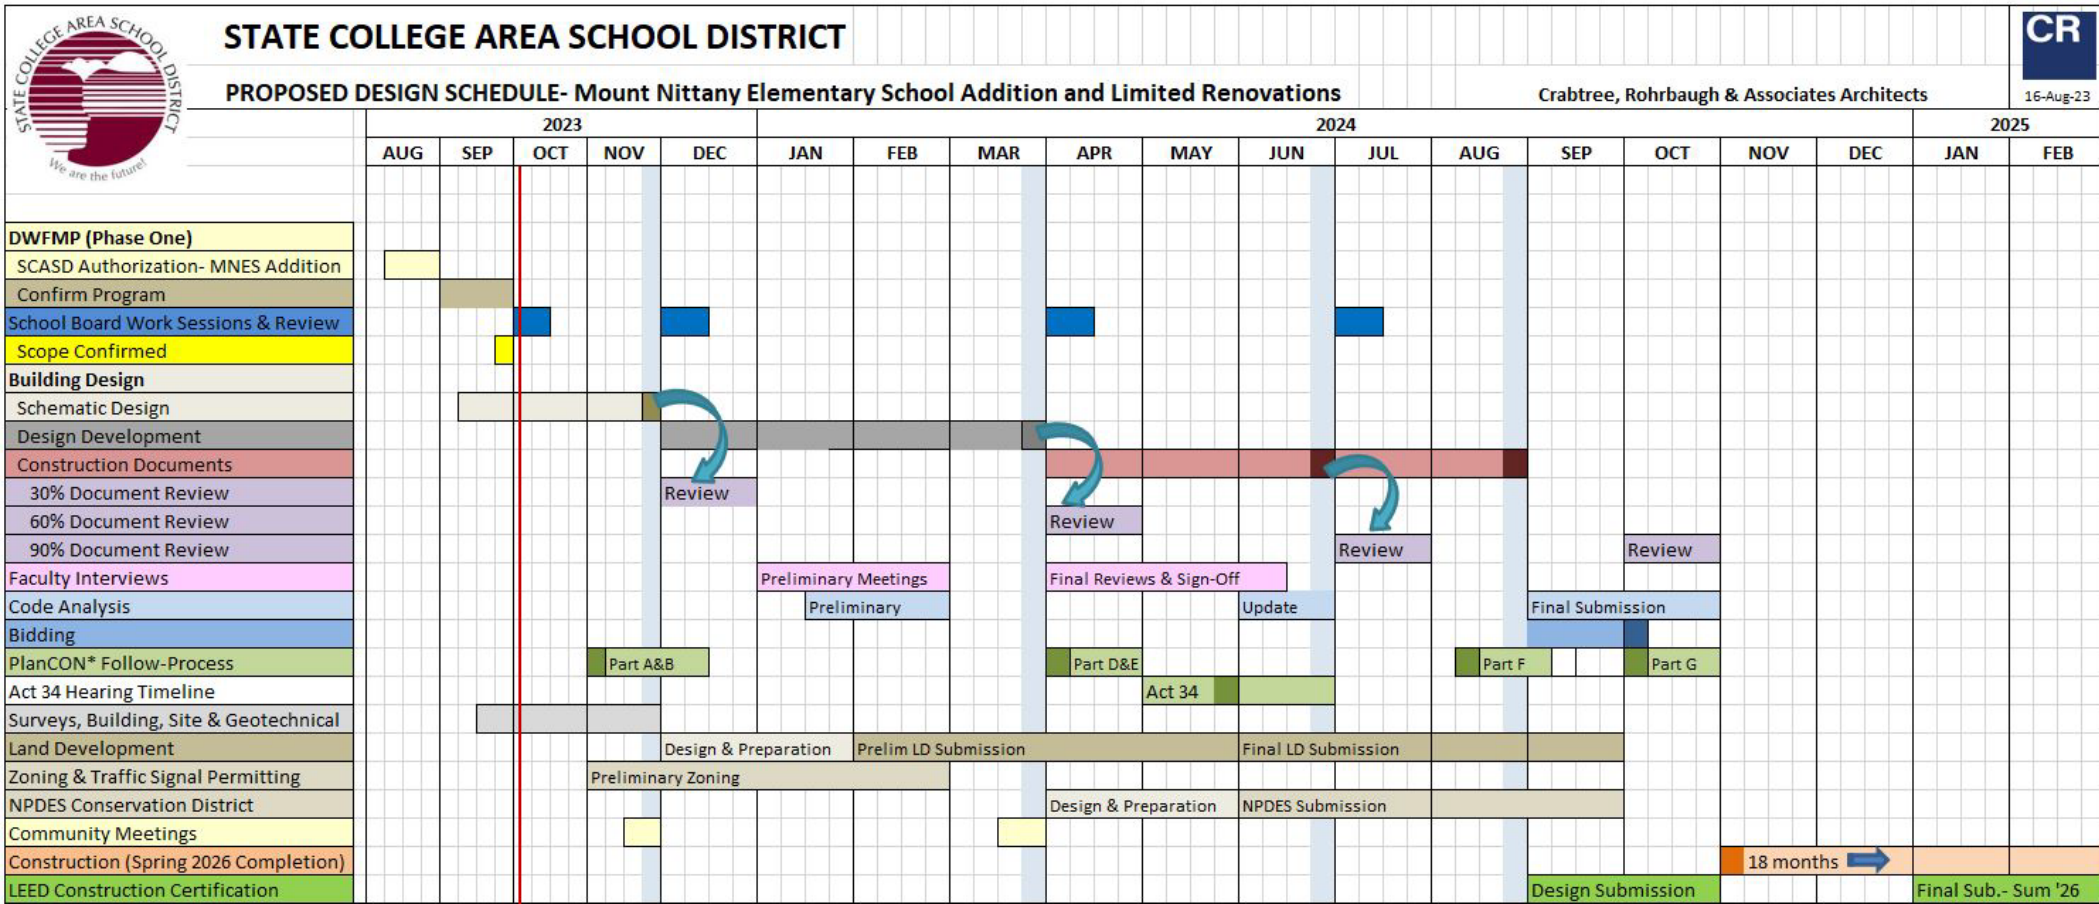 STATE COLLEGE AREA SCHOOL DISTRICT
We are the future!
STATE COLLEGE AREA SCHOOL DISTRICT
CR
PROPOSED DESIGN SCHEDULE- Mount Nittany Elementary School Addition and Limited Renovations
Crabtree, Rohrbaugh & Associates Architects
16-Aug-23
2023 2024 2025
AUG SEP OCT NOV DEC JAN FEB MAR APR MAY JUN JUL AUG SEP OCT NOV DEC JAN FEB
DWFMP (Phase One)
SCASD Authorization- MNES Addition
Confirm Program
School Board Work Sessions & Review
Scope Confirmed
Building Design
Schematic Design
Design Development
Construction Documents
30% Document Review Review
60% Document Review Review
90% Document Review Review Review
Faculty Interviews Preliminary Meetings Final Reviews & Sign-Off
Code Analysis Preliminary Update Final Submission
Bidding
PlanCON* Follow-Process Part A&B Part D&E Part F Part G
Act 34 Hearing Timeline Act 34
Surveys, Building, Site & Geotechnical
Land Development Design & Preparation Prelim LD Submission Final LD Submission
Zoning & Traffic Signal Permitting Preliminary Zoning
NPDES Conservation District Design & Preparation NPDES Submission
Community Meetings
Construction (Spring 2026 Completion) 18 months
LEED Construction Certification Design Submission Final Sub.- Sum '26